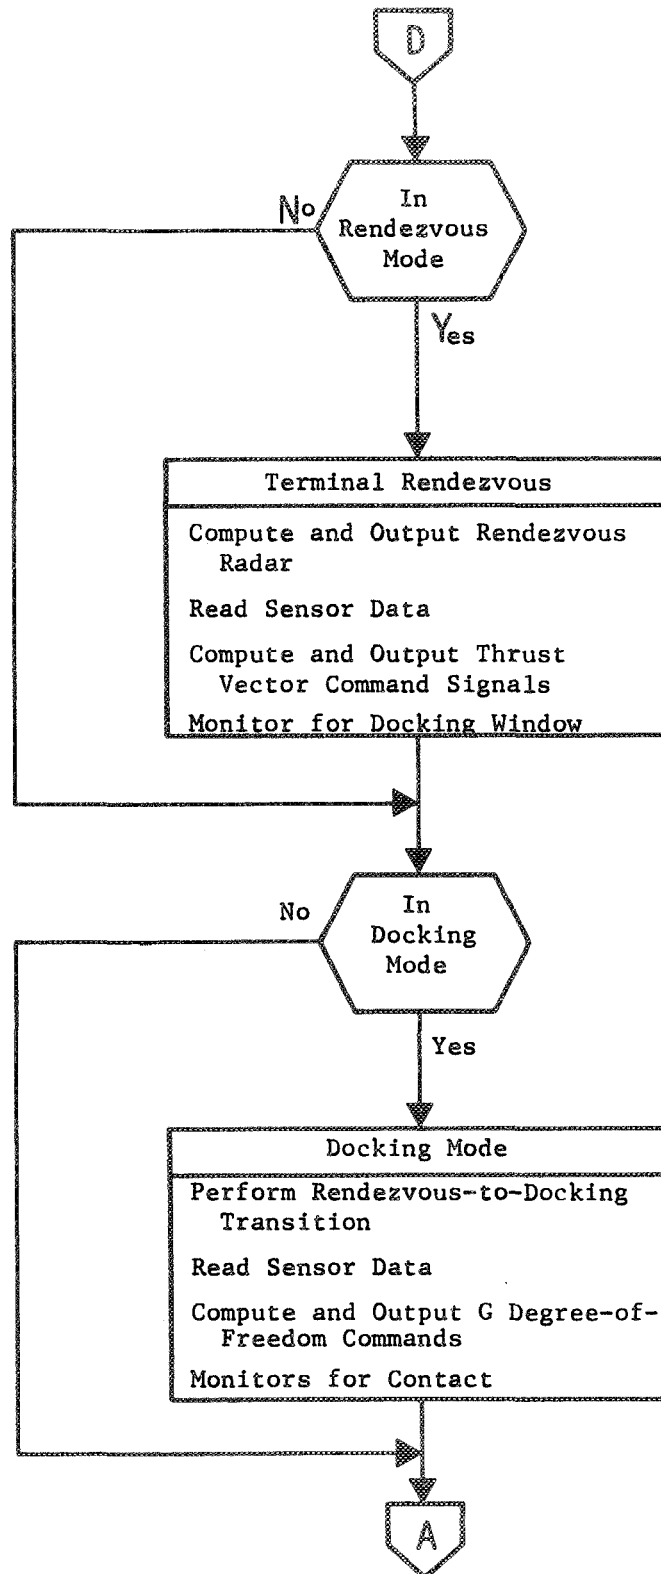 D
In
Rendezvous
Mode
No
Yes
Terminal Rendezvous
Compute and Output Rendezvous
Radar
Read Sensor Data
Compute and Output Thrust
Vector Command Signals
Monitor for Docking Window
In
Docking
Mode
No
Yes
Docking Mode
Perform Rendezvous-to-Docking
Transition
Read Sensor Data
Compute and Output G Degree-of-
Freedom Commands
Monitors for Contact
A